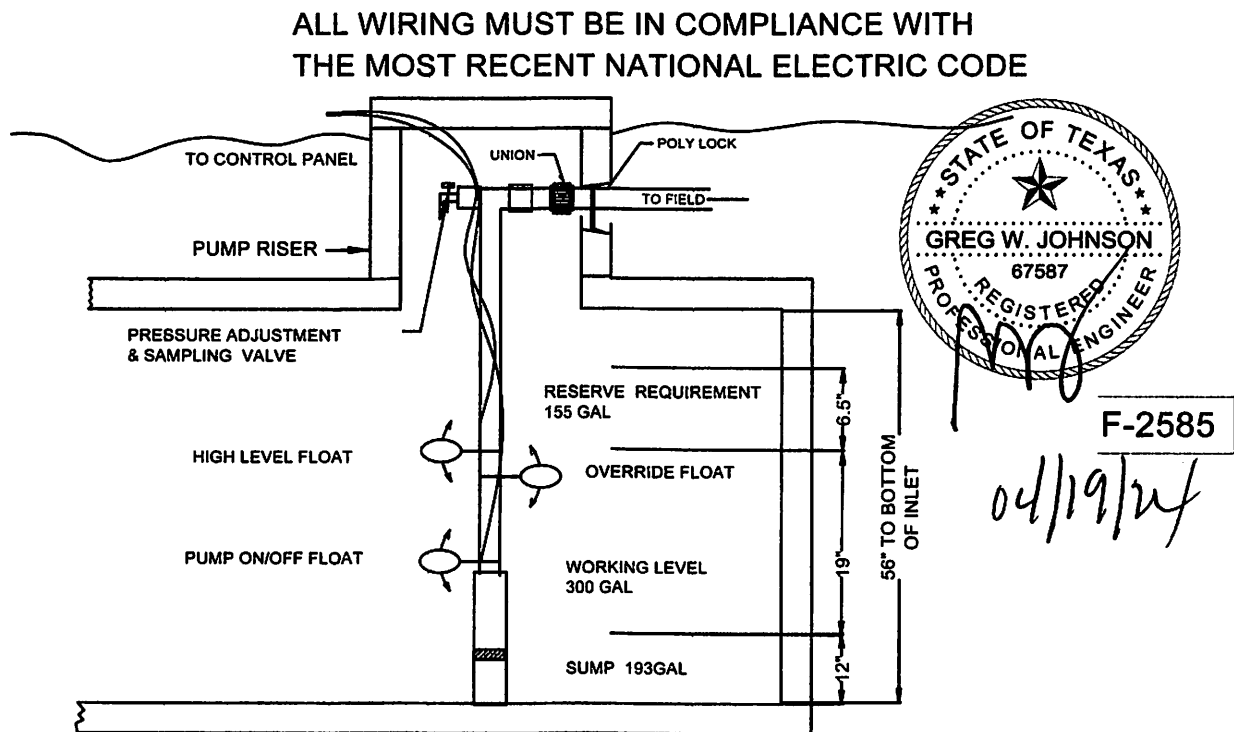 ALL WIRING MUST BE IN COMPLIANCE WITH
THE MOST RECENT NATIONAL ELECTRIC CODE
TO CONTROL PANEL
UNION
POLY LOCK
TO FIELD
PUMP RISER
PRESSURE ADJUSTMENT
& SAMPLING VALVE
RESERVE REQUIREMENT
155 GAL
6.5"
HIGH LEVEL FLOAT
OVERRIDE FLOAT
PUMP ON/OFF FLOAT
WORKING LEVEL
300 GAL
19"
56" TO BOTTOM
OF INLET
SUMP 193GAL
12"
STATE OF TEXAS
GREG W. JOHNSON
67587
REGISTERED
PROFESSIONAL ENGINEER
F-2585
04/19/24